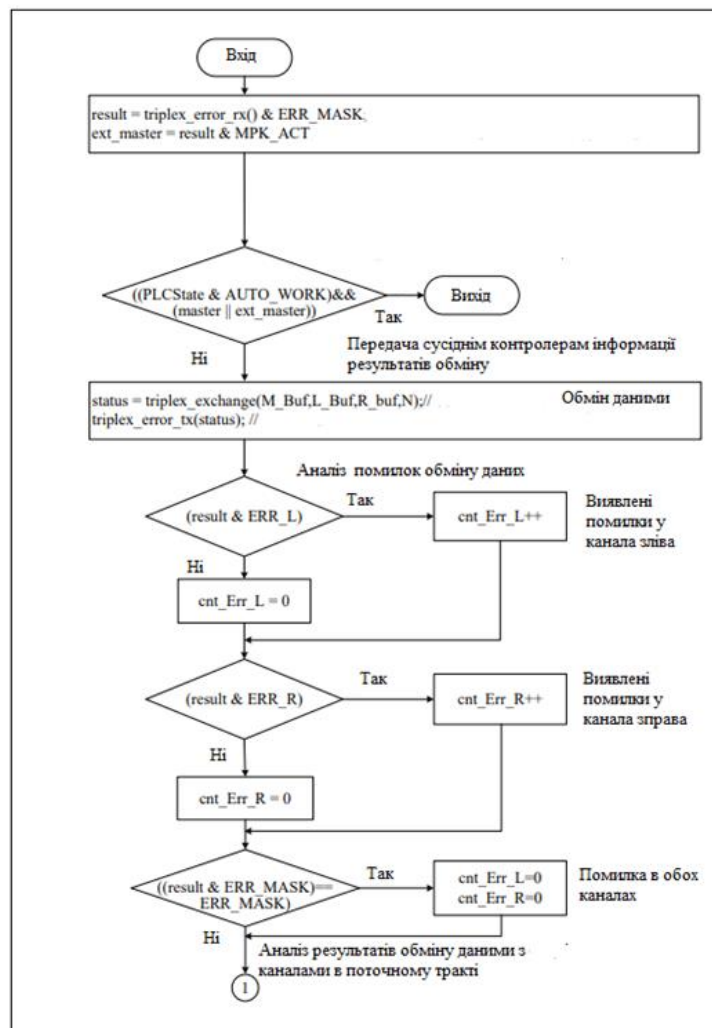 Вхід
result = triplex_error_rx() & ERR_MASK;
ext_master = result & MPK_ACT
((PLCState & AUTO_WORK)&&
(master || ext_master))
Вихід
Так
Ні
Передача сусіднім контролерам інформації
результатів обміну
status = triplex_exchange(M_Buf,L_Buf,R_buf,N);//
Обмін даними
triplex_error_tx(status); //
Аналіз помилок обміну даних
(result & ERR_L)
Так
cnt_Err_L++
Виявлені
помилки у
канала зліва
Ні
cnt_Err_L = 0
(result & ERR_R)
Так
cnt_Err_R++
Виявлені
помилки у
канала зправа
Ні
cnt_Err_R = 0
((result & ERR_MASK)==
ERR_MASK)
Так
cnt_Err_L=0
cnt_Err_R=0
Помилка в обох
каналах
Ні
Аналіз результатів обміну даними з
каналами в поточному тракті
1